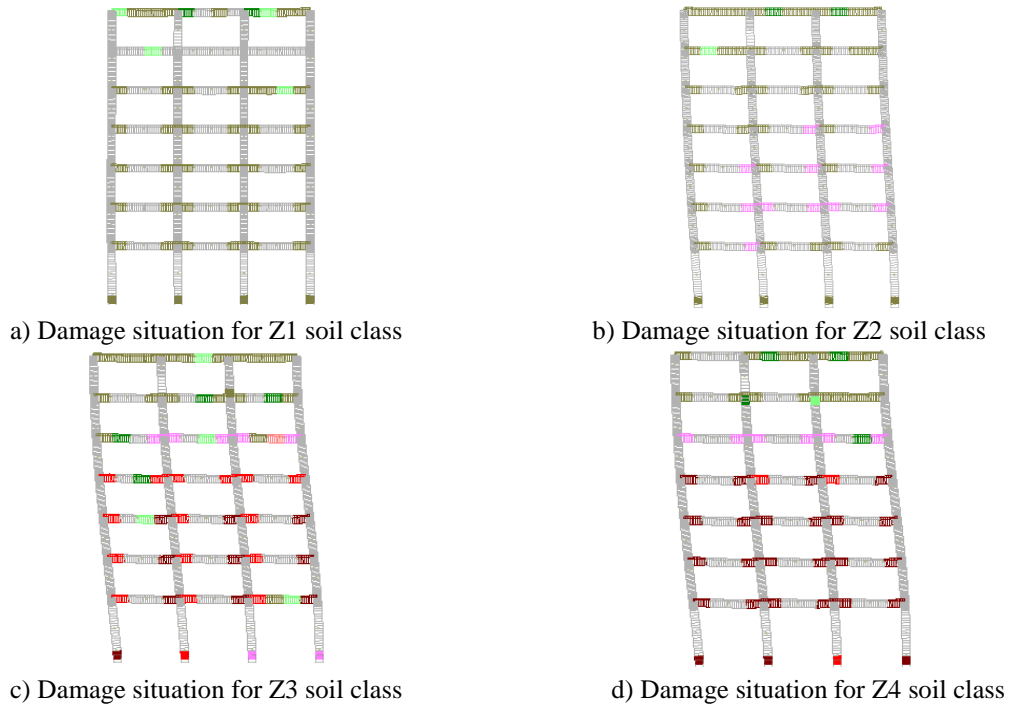 a) Damage situation for Z1 soil class
b) Damage situation for Z2 soil class
c) Damage situation for Z3 soil class
d) Damage situation for Z4 soil class